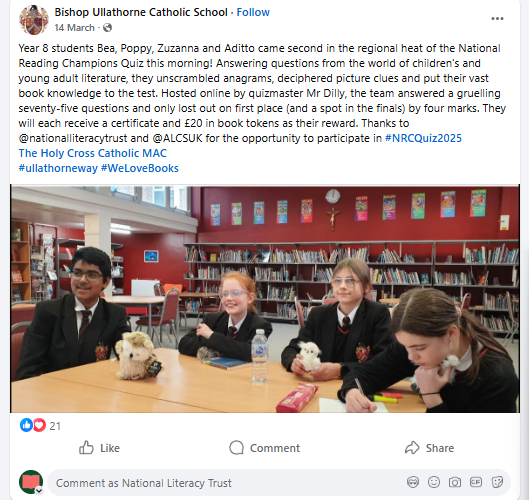 Bishop Ullathorne Catholic School · Follow
14 March ·
Year 8 students Bea, Poppy, Zuzanna and Aditto came second in the regional heat of the National
Reading Champions Quiz this morning! Answering questions from the world of children's and
young adult literature, they unscrambled anagrams, deciphered picture clues and put their vast
book knowledge to the test. Hosted online by quizmaster Mr Dilly, the team answered a gruelling
seventy-five questions and only lost out on first place (and a spot in the finals) by four marks. They
will each receive a certificate and £20 in book tokens as their reward. Thanks to
@nationalliteracytrust and @ALCSUK for the opportunity to participate in #NRCQuiz2025
The Holy Cross Catholic MAC
#ullathorneway #WeLoveBooks
21
Like
Comment
Share
Comment as National Literacy Trust
GIF